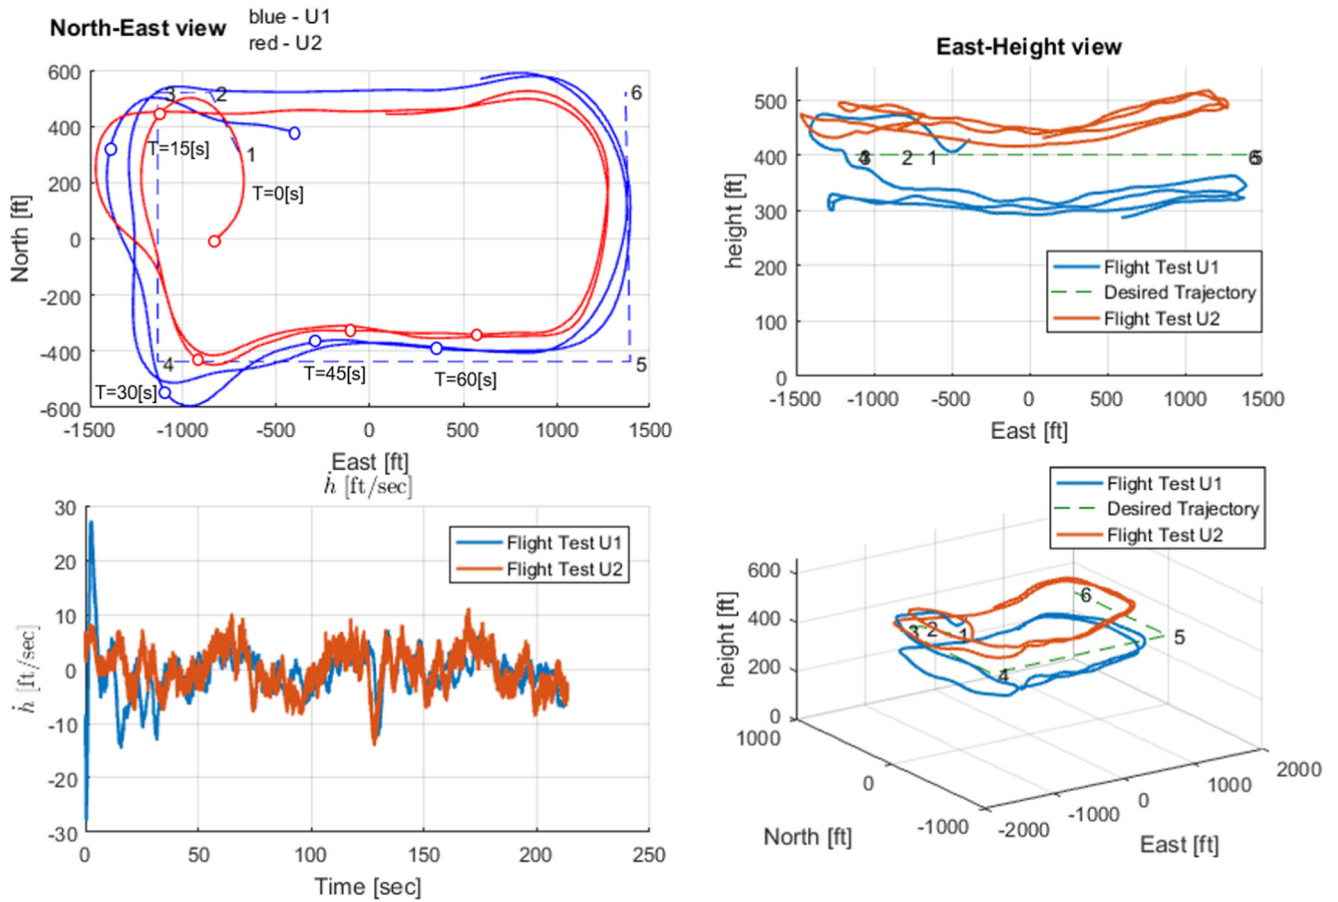 North-East view
blue - U1
red - U2
600
400
200
0
-200
-400
-600
North [ft]
3
2
6
T=15[s]
1
T=0[s]
4
5
T=30[s]
T=45[s]
T=60[s]
-1500
-1000
-500
0
500
1000
1500
East [ft]
East-Height view
500
400
300
200
100
0
height [ft]
2
1
Flight Test U1
Desired Trajectory
Flight Test U2
-1500
-1000
-500
0
500
1000
1500
East [ft]
ḣ [ft/sec]
30
20
10
0
-10
-20
-30
ḣ [ft/sec]
Flight Test U1
Flight Test U2
0
50
100
150
200
250
Time [sec]
Flight Test U1
Desired Trajectory
Flight Test U2
600
400
200
0
height [ft]
3
2
1
6
5
4
1000
0
-1000
North [ft]
-2000
-1000
0
1000
2000
East [ft]